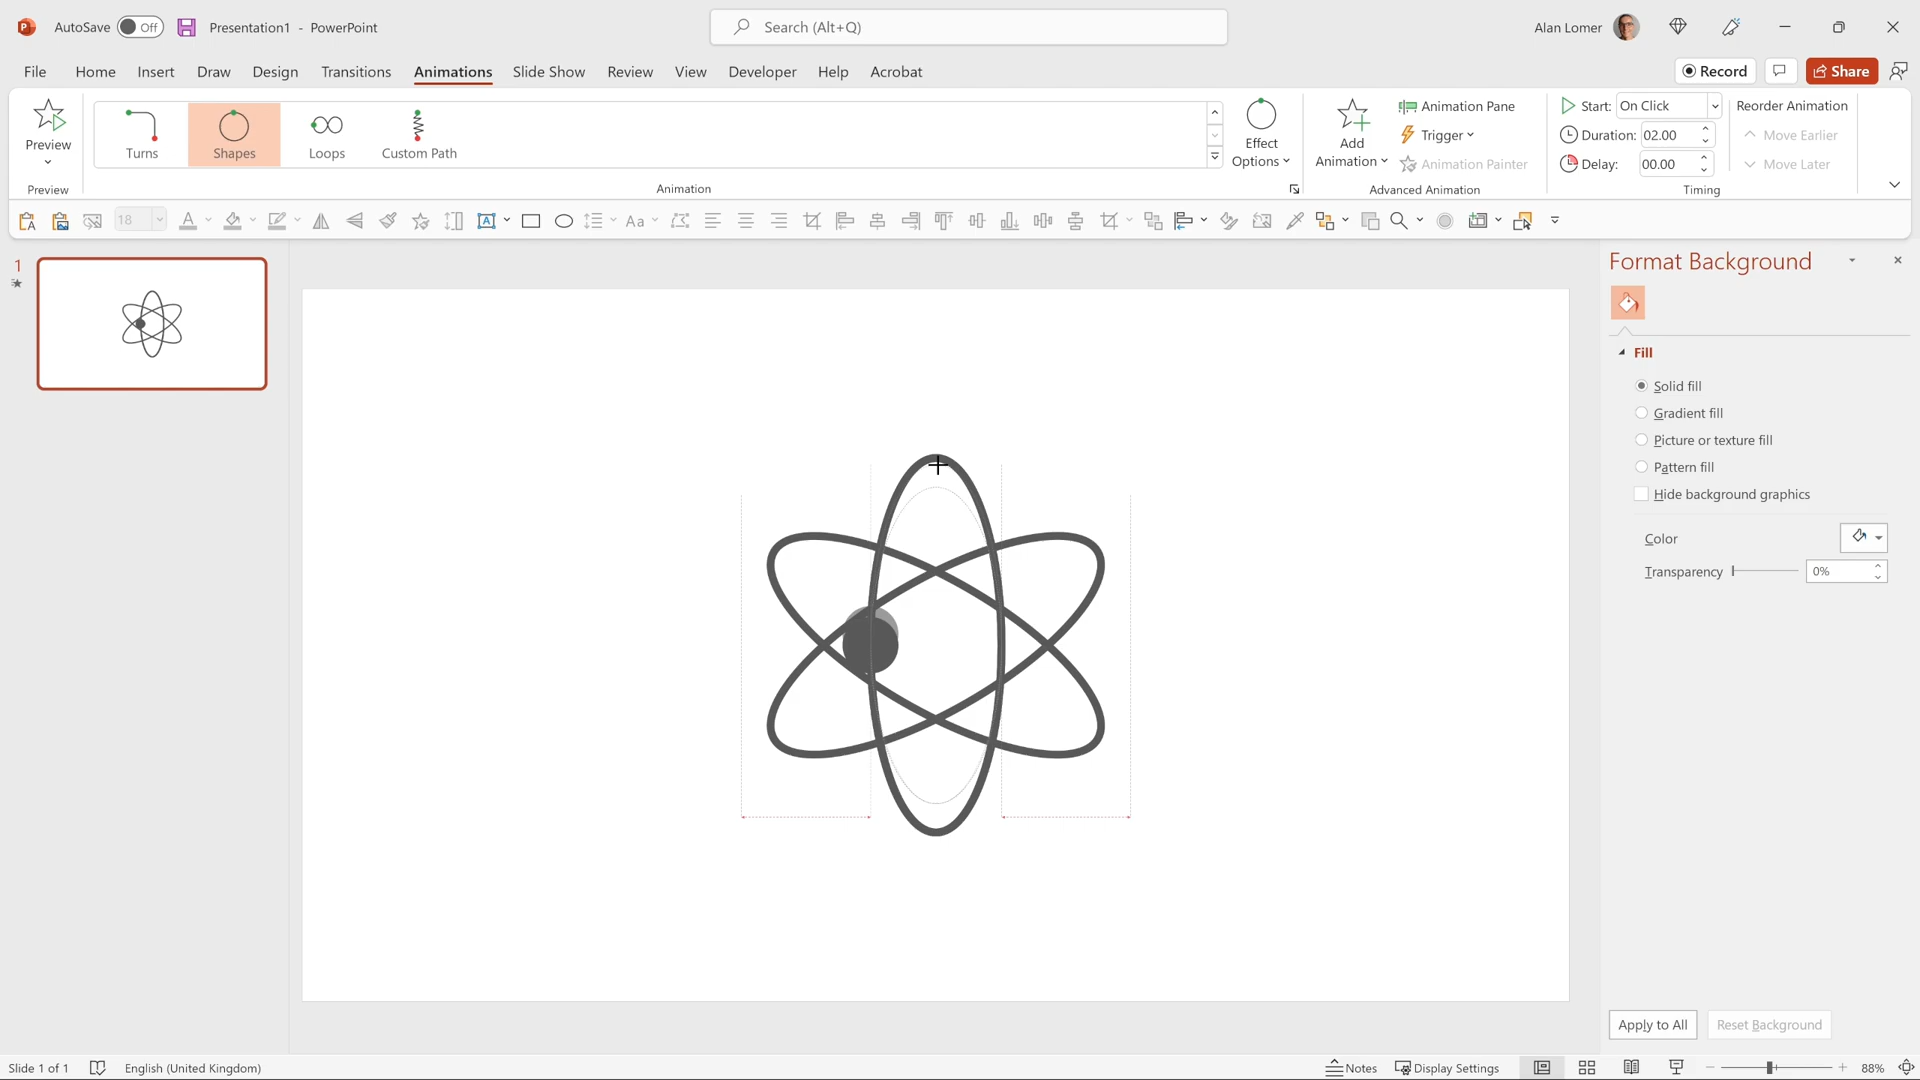 AutoSave Off Presentation1 - PowerPoint Search (Alt+Q) Alan Lomer
File Home Insert Draw Design Transitions Animations Slide Show Review View Developer Help Acrobat Record Share
Preview
Turns Shapes Loops Custom Path
Effect
Options
Add
Animation
Animation Pane
Trigger
Animation Painter
Start: On Click
Duration: 02.00
Delay: 00.00
Reorder Animation
Move Earlier
Move Later
Preview Animation Advanced Animation Timing
18 A Aa
1
Format Background
Fill
Solid fill
Gradient fill
Picture or texture fill
Pattern fill
Hide background graphics
Color
Transparency 0%
Apply to All Reset Background
Slide 1 of 1 English (United Kingdom) Notes Display Settings 88%